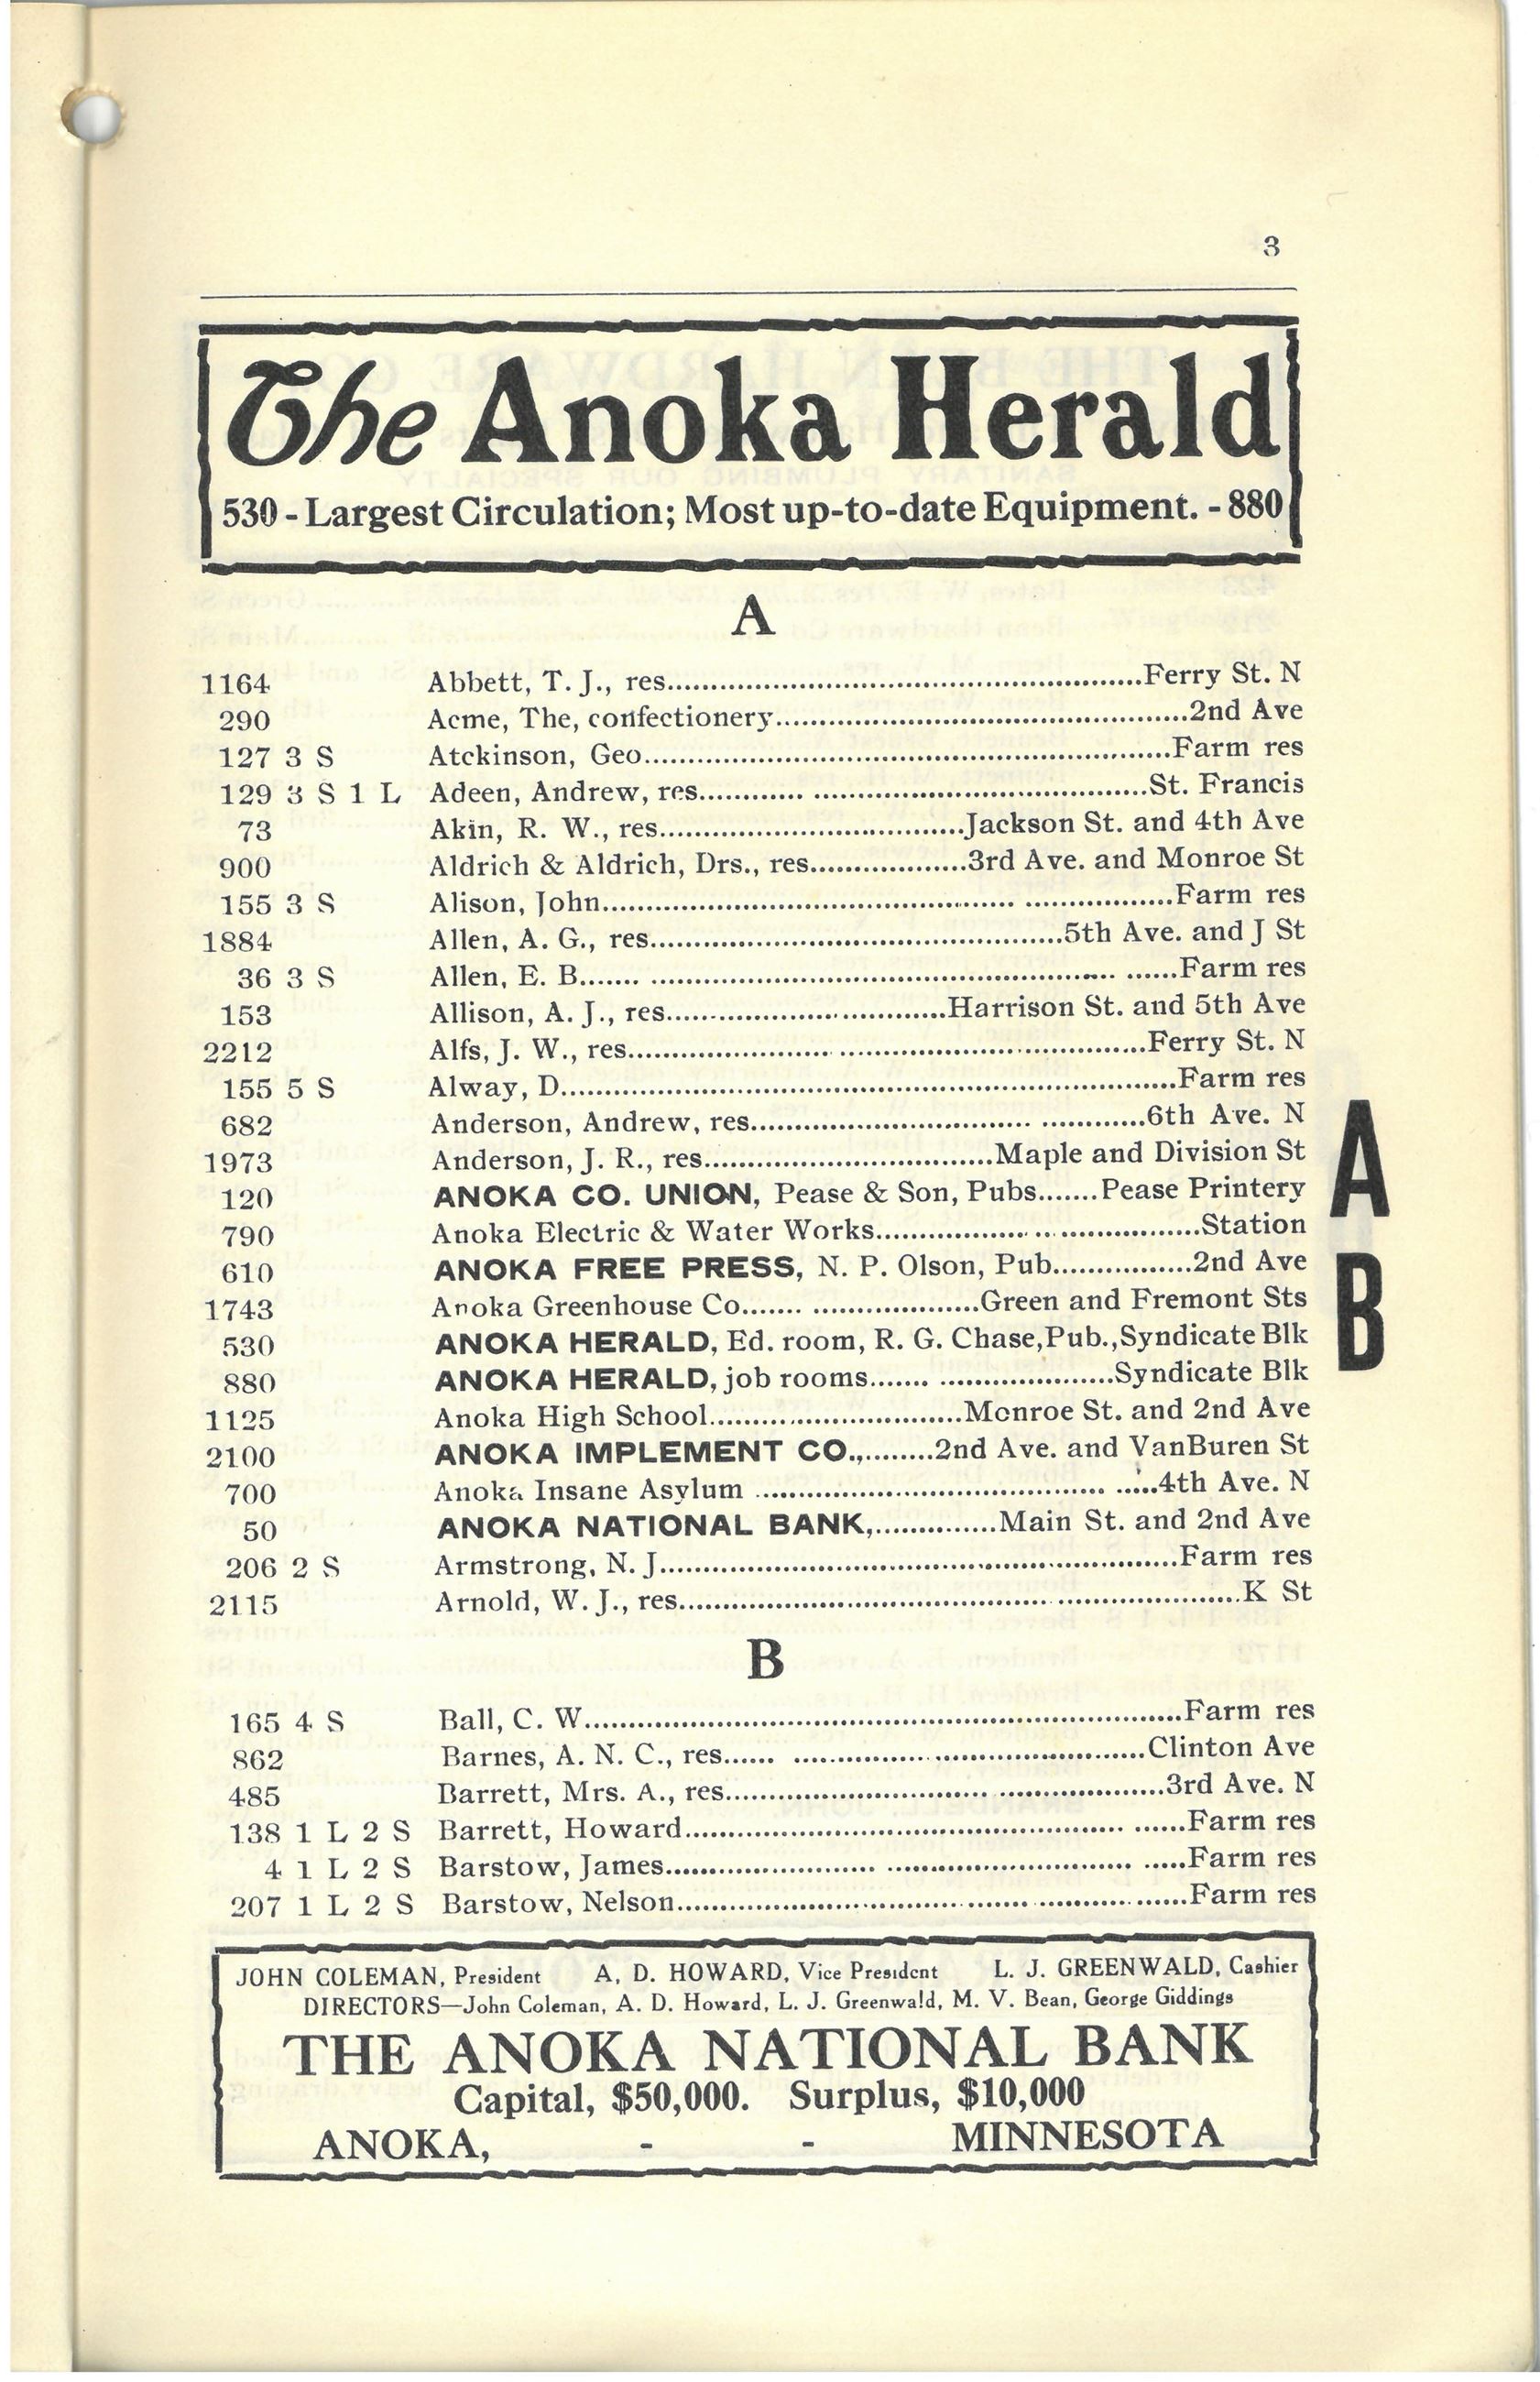 3
The Anoka Herald
530 - Largest Circulation; Most up-to-date Equipment. - 880
A
1164 Abbett, T. J., res. Ferry St. N
290 Acme, The, confectionery. 2nd Ave
127 3 S Atckinson, Geo. Farm res
129 3 S 1 L Adeen, Andrew, res. St. Francis
73 Akin, R. W., res. Jackson St. and 4th Ave
900 Aldrich & Aldrich, Drs., res. 3rd Ave. and Monroe St
155 3 S Alison, John. Farm res
1884 Allen, A. G., res. 5th Ave. and J St
36 3 S Allen, E. B. Farm res
153 Allison, A. J., res. Harrison St. and 5th Ave
2212 Alfs, J. W., res. Ferry St. N
155 5 S Alway, D. Farm res
682 Anderson, Andrew, res. 6th Ave. N
1973 Anderson, J. R., res. Maple and Division St
120 ANOKA CO. UNION, Pease & Son, Pubs. Pease Printery
790 Anoka Electric & Water Works. Station
610 ANOKA FREE PRESS, N. P. Olson, Pub. 2nd Ave
1743 Anoka Greenhouse Co. Green and Fremont Sts
530 ANOKA HERALD, Ed. room, R. G. Chase, Pub., Syndicate Blk
880 ANOKA HERALD, job rooms. Syndicate Blk
1125 Anoka High School. Monroe St. and 2nd Ave
2100 ANOKA IMPLEMENT CO., 2nd Ave. and VanBuren St
700 Anoka Insane Asylum 4th Ave. N
50 ANOKA NATIONAL BANK, Main St. and 2nd Ave
206 2 S Armstrong, N. J. Farm res
2115 Arnold, W. J., res. K St
A
B
B
165 4 S Ball, C. W. Farm res
862 Barnes, A. N. C., res. Clinton Ave
485 Barrett, Mrs. A., res. 3rd Ave. N
138 1 L 2 S Barrett, Howard. Farm res
4 1 L 2 S Barstow, James. Farm res
207 1 L 2 S Barstow, Nelson. Farm res
JOHN COLEMAN, President A. D. HOWARD, Vice President L. J. GREENWALD, Cashier
DIRECTORS—John Coleman, A. D. Howard, L. J. Greenwald, M. V. Bean, George Giddings
THE ANOKA NATIONAL BANK
Capital, $50,000. Surplus, $10,000
ANOKA, - - MINNESOTA